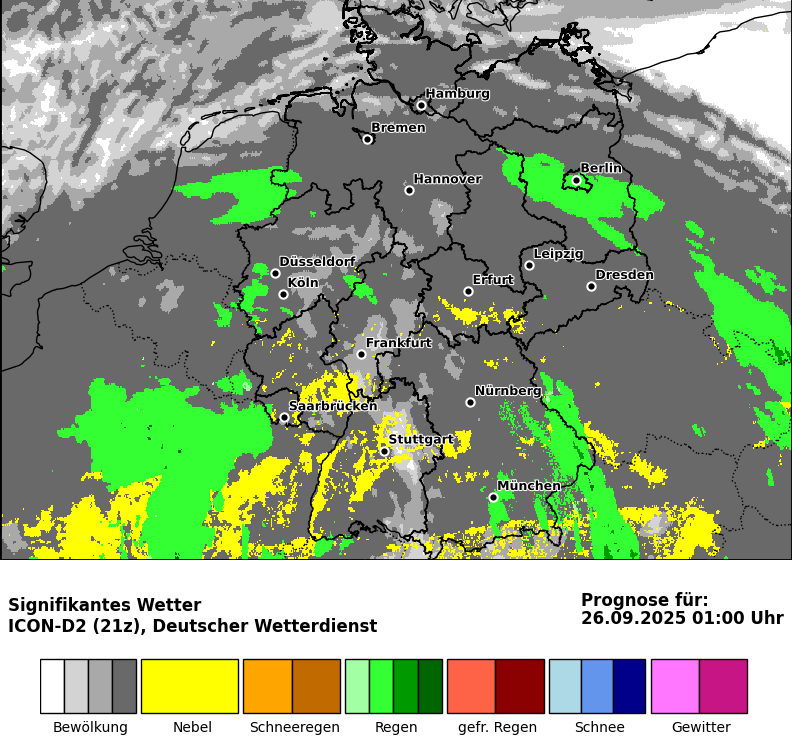 Hamburg
Bremen
Berlin
Hannover
Düsseldorf
Leipzig
Köln
Erfurt
Dresden
Frankfurt
Nürnberg
Saarbrücken
Stuttgart
München
Signifikantes Wetter
ICON-D2 (21z), Deutscher Wetterdienst
Prognose für:
26.09.2025 01:00 Uhr
Bewölkung Nebel Schneeregen Regen gefr. Regen Schnee Gewitter